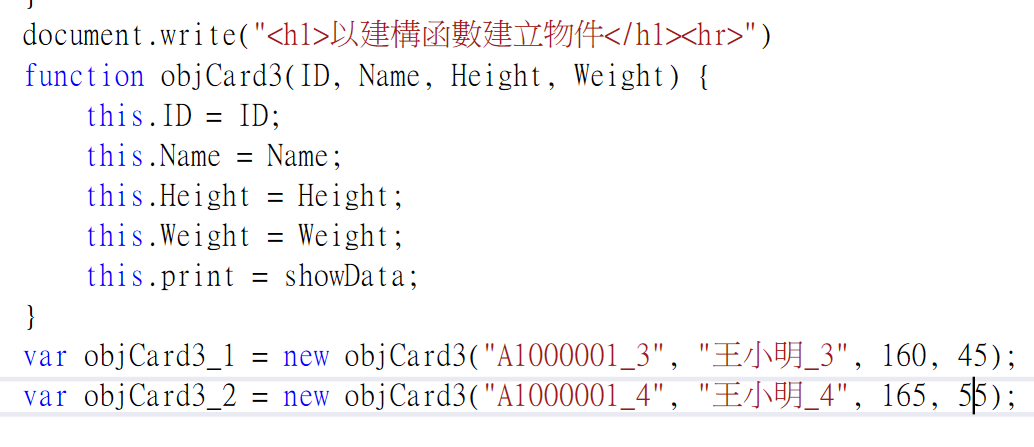 }
document.write("<h1>以建構函數建立物件</h1><hr>")
function objCard3(ID, Name, Height, Weight) {
    this.ID = ID;
    this.Name = Name;
    this.Height = Height;
    this.Weight = Weight;
    this.print = showData;
}
var objCard3_1 = new objCard3("A1000001_3", "王小明_3", 160, 45);
var objCard3_2 = new objCard3("A1000001_4", "王小明_4", 165, 55);